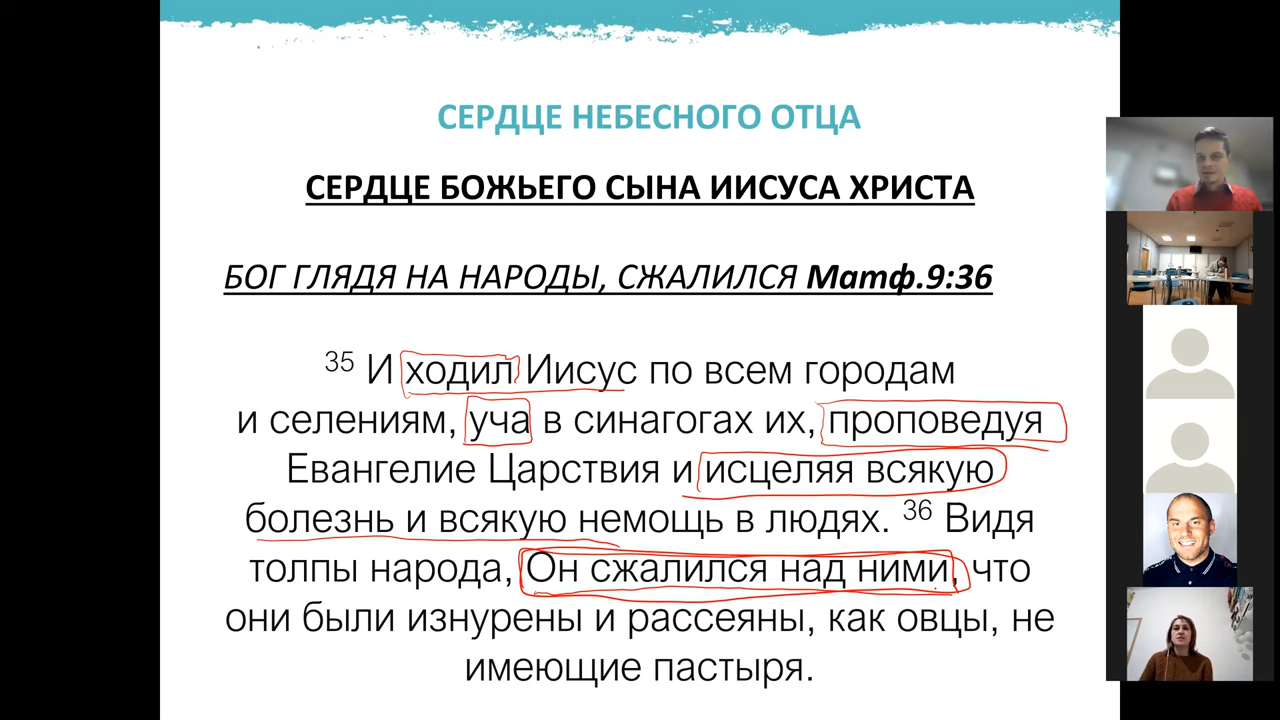 СЕРДЦЕ НЕБЕСНОГО ОТЦА
СЕРДЦЕ БОЖЬЕГО СЫНА ИИСУСА ХРИСТА
БОГ ГЛЯДЯ НА НАРОДЫ, СЖАЛИЛСЯ Матф.9:36
35 И ходил Иисус по всем городам
и селениям, уча в синагогах их, проповедуя
Евангелие Царствия и исцеляя всякую
болезнь и всякую немощь в людях. 36 Видя
толпы народа, Он сжалился над ними, что
они были изнурены и рассеяны, как овцы, не
имеющие пастыря.